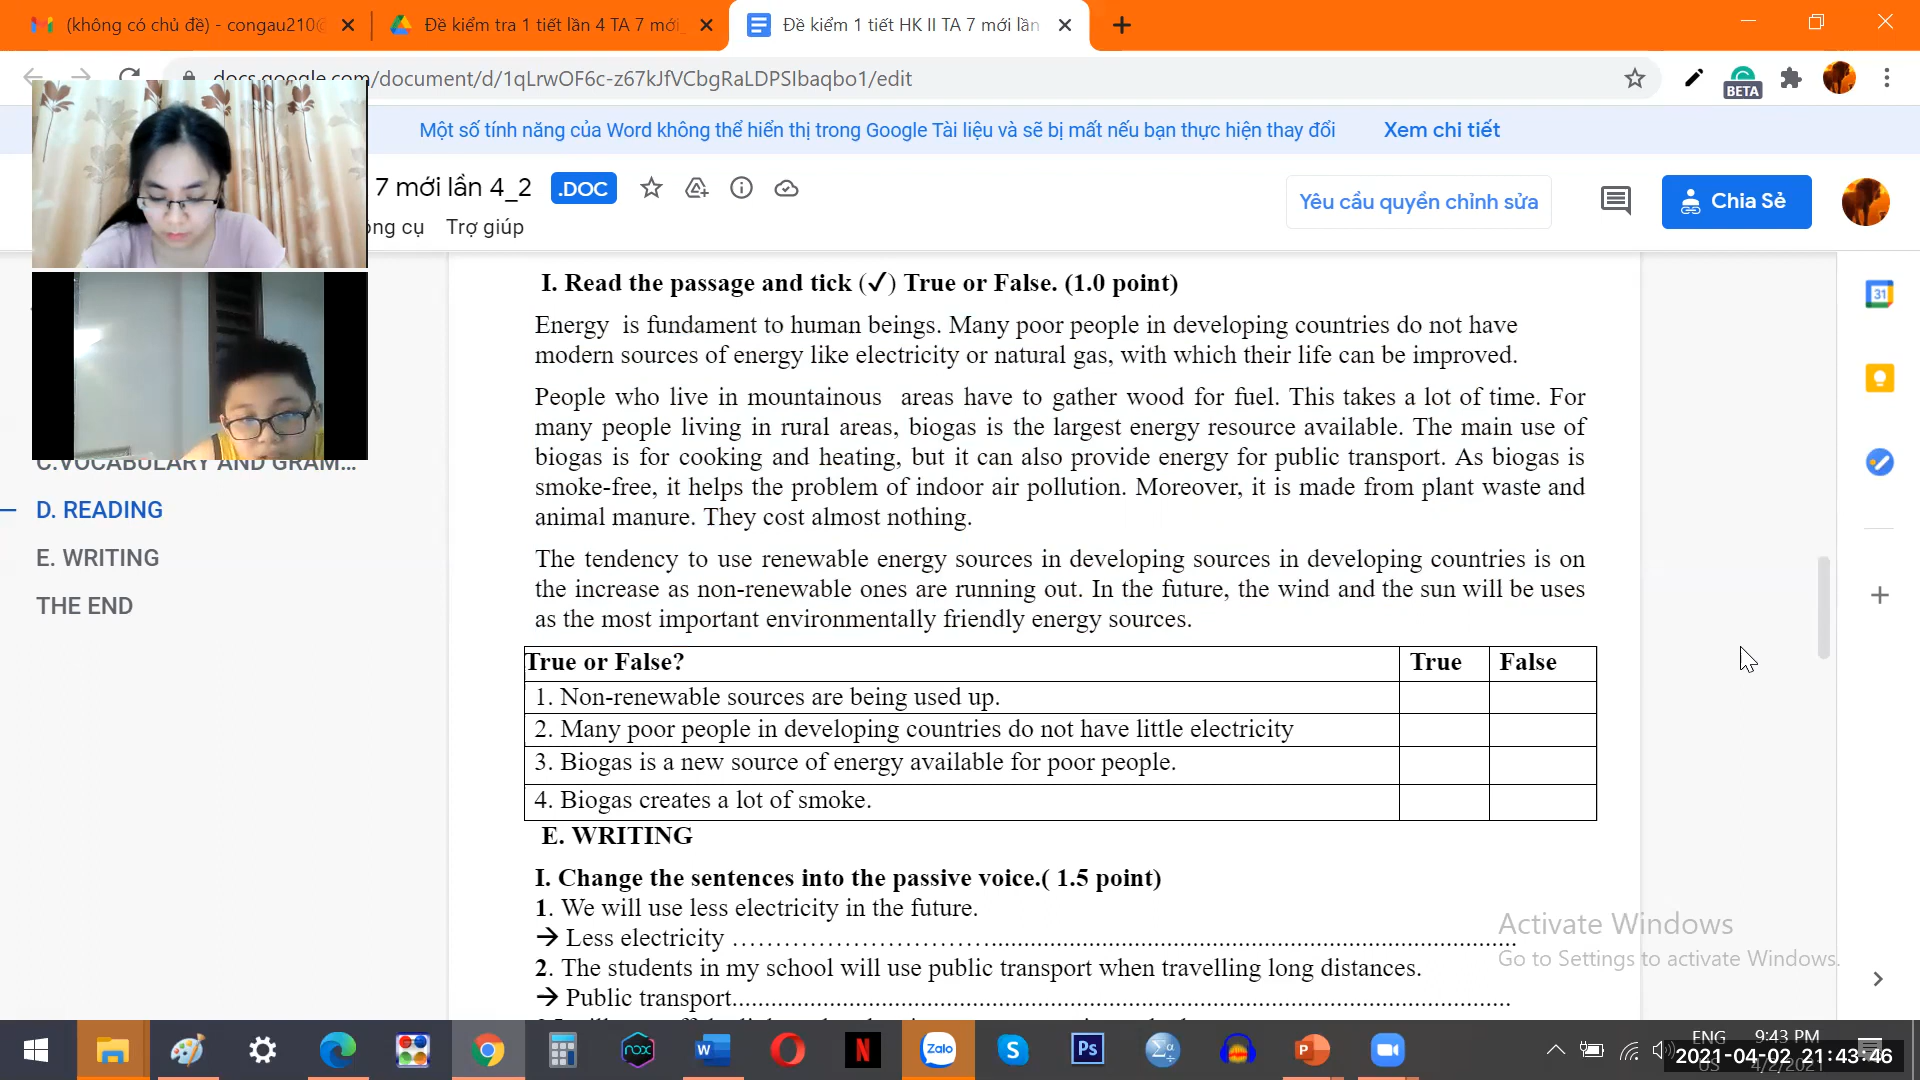 (không có chủ đề) - congau210@
Đề kiểm tra 1 tiết lần 4 TA 7 mới_
Đề kiểm 1 tiết HK II TA 7 mới lần
docs.google.com/document/d/1qLrwOF6c-z67kJfVCbgRaLDPSIbaqbo1/edit
BETA
Một số tính năng của Word không thể hiển thị trong Google Tài liệu và sẽ bị mất nếu bạn thực hiện thay đổi Xem chi tiết
7 mới lần 4_2 .DOC
Yêu cầu quyền chỉnh sửa
Chia Sẻ
ông cụ Trợ giúp
C.VOCABULARY AND GRAM...
D. READING
E. WRITING
THE END
I. Read the passage and tick (✓) True or False. (1.0 point)
Energy is fundament to human beings. Many poor people in developing countries do not have
modern sources of energy like electricity or natural gas, with which their life can be improved.
People who live in mountainous areas have to gather wood for fuel. This takes a lot of time. For
many people living in rural areas, biogas is the largest energy resource available. The main use of
biogas is for cooking and heating, but it can also provide energy for public transport. As biogas is
smoke-free, it helps the problem of indoor air pollution. Moreover, it is made from plant waste and
animal manure. They cost almost nothing.
The tendency to use renewable energy sources in developing sources in developing countries is on
the increase as non-renewable ones are running out. In the future, the wind and the sun will be uses
as the most important environmentally friendly energy sources.
True or False? True False
1. Non-renewable sources are being used up.
2. Many poor people in developing countries do not have little electricity
3. Biogas is a new source of energy available for poor people.
4. Biogas creates a lot of smoke.
E. WRITING
I. Change the sentences into the passive voice.( 1.5 point)
1. We will use less electricity in the future.
→ Less electricity ……………………………...............................................................................
2. The students in my school will use public transport when travelling long distances.
→ Public transport.....................................................................................................................
31
Activate Windows
Go to Settings to activate Windows.
nox
W
N
Zalo
S
Ps
Σα
P
ENG
US
9:43 PM
4/2/2021
2021-04-02 21:43:46